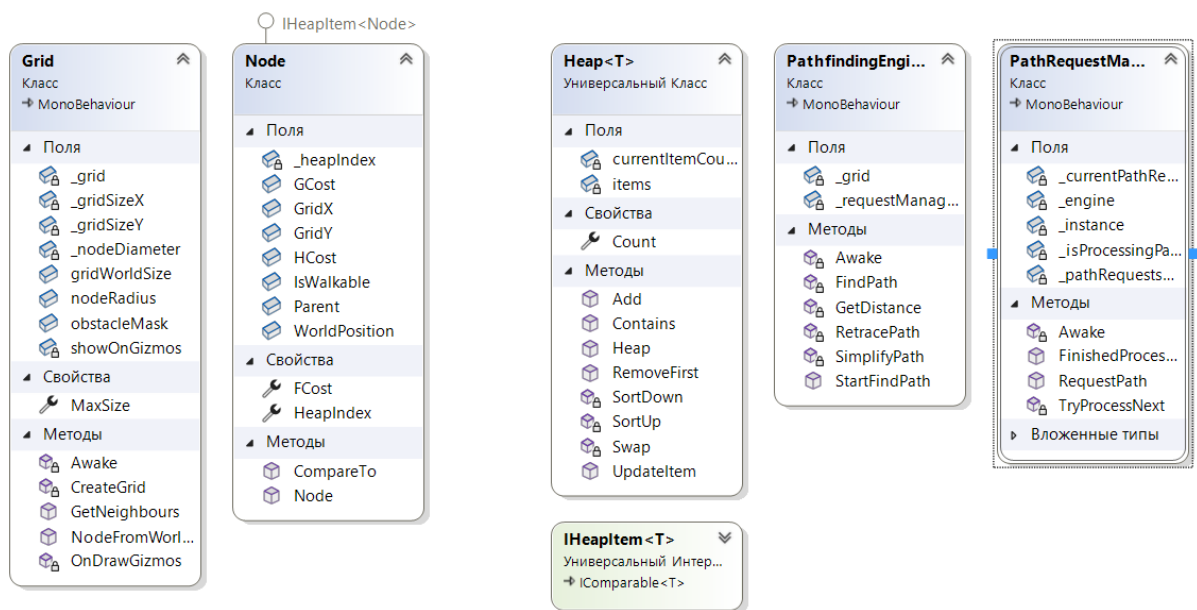 IHeapItem<Node>
Grid
Класс
MonoBehaviour
Поля
_grid
_gridSizeX
_gridSizeY
_nodeDiameter
gridWorldSize
nodeRadius
obstacleMask
showOnGizmos
Свойства
MaxSize
Методы
Awake
CreateGrid
GetNeighbours
NodeFromWorl...
OnDrawGizmos
Node
Класс
Поля
_heapIndex
GCost
GridX
GridY
HCost
IsWalkable
Parent
WorldPosition
Свойства
FCost
HeapIndex
Методы
CompareTo
Node
Heap<T>
Универсальный Класс
Поля
currentItemCou...
items
Свойства
Count
Методы
Add
Contains
Heap
RemoveFirst
SortDown
SortUp
Swap
UpdateItem
IHeapItem<T>
Универсальный Интер...
IComparable<T>
PathfindingEngi...
Класс
MonoBehaviour
Поля
_grid
_requestManag...
Методы
Awake
FindPath
GetDistance
RetracePath
SimplifyPath
StartFindPath
PathRequestMa...
Класс
MonoBehaviour
Поля
_currentPathRe...
_engine
_instance
_isProcessingPa...
_pathRequests...
Методы
Awake
FinishedProces...
RequestPath
TryProcessNext
Вложенные типы